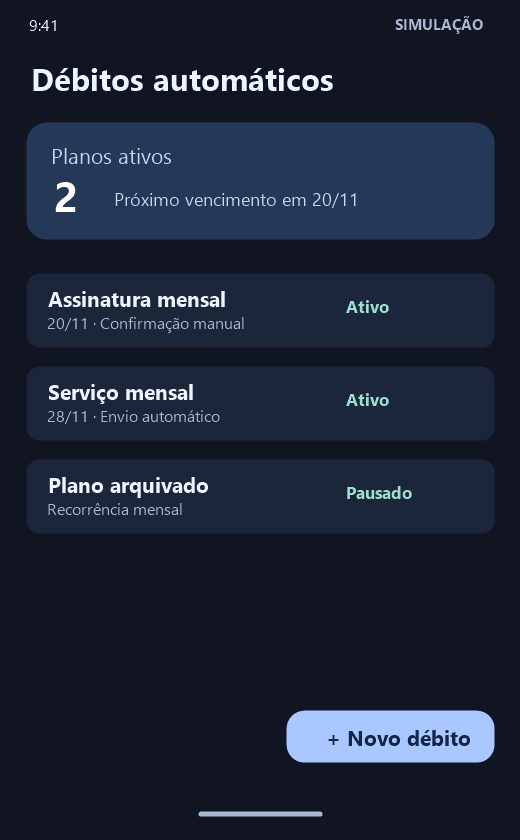 9:41
SIMULAÇÃO
Débitos automáticos
Planos ativos
2
Próximo vencimento em 20/11
Assinatura mensal
Ativo
20/11 · Confirmação manual
Serviço mensal
Ativo
28/11 · Envio automático
Plano arquivado
Pausado
Recorrência mensal
+ Novo débito